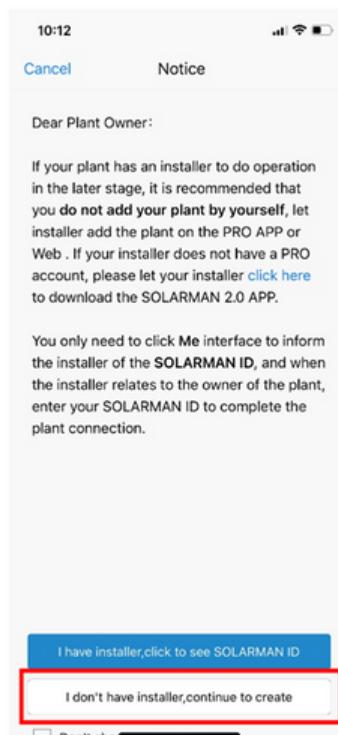 10:12
Cancel Notice
Dear Plant Owner:
If your plant has an installer to do operation
in the later stage, it is recommended that
you do not add your plant by yourself, let
installer add the plant on the PRO APP or
Web . If your installer does not have a PRO
account, please let your installer click here
to download the SOLARMAN 2.0 APP.
You only need to click Me interface to inform
the installer of the SOLARMAN ID, and when
the installer relates to the owner of the plant,
enter your SOLARMAN ID to complete the
plant connection.
I have installer,click to see SOLARMAN ID
I don't have installer,continue to create